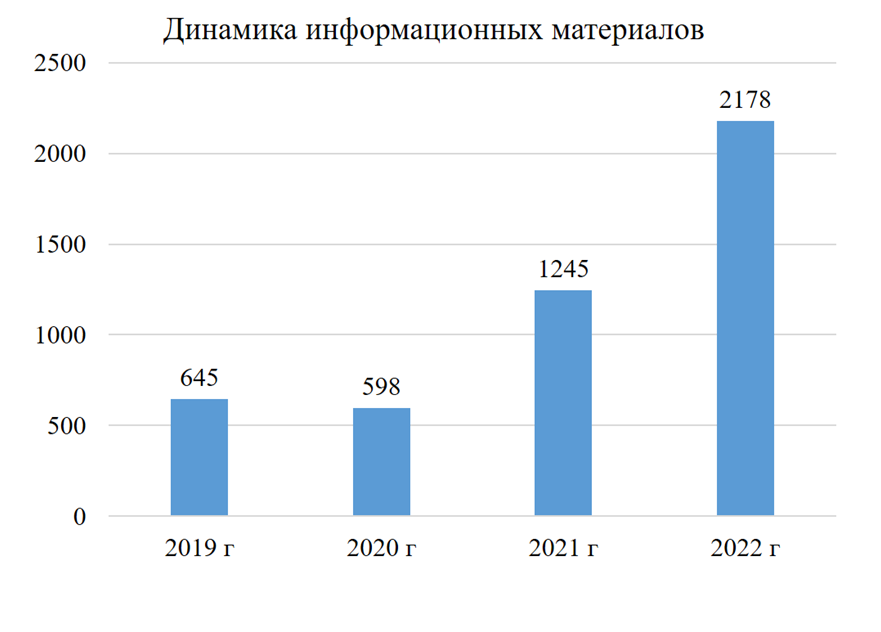 Динамика информационных материалов
2500
2178
2000
1500
1245
1000
645
598
500
0
2019 г
2020 г
2021 г
2022 г